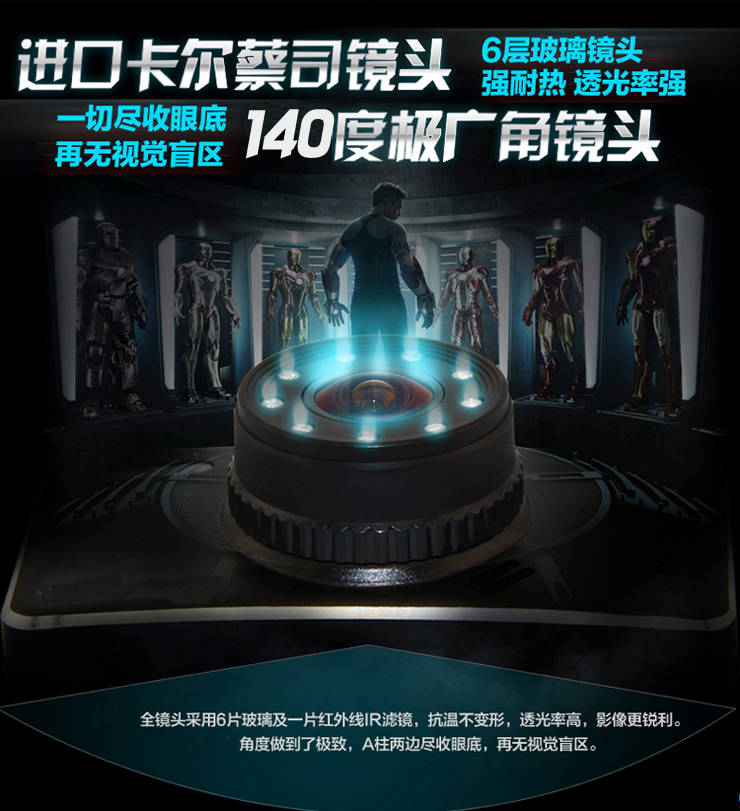 进口卡尔蔡司镜头
6层玻璃镜头
强耐热 透光率强
一切尽收眼底
再无视觉盲区
140度极广角镜头
全镜头采用6片玻璃及一片红外线IR滤镜，抗温不变形，透光率高，影像更锐利。
角度做到了极致，A柱两边尽收眼底，再无视觉盲区。